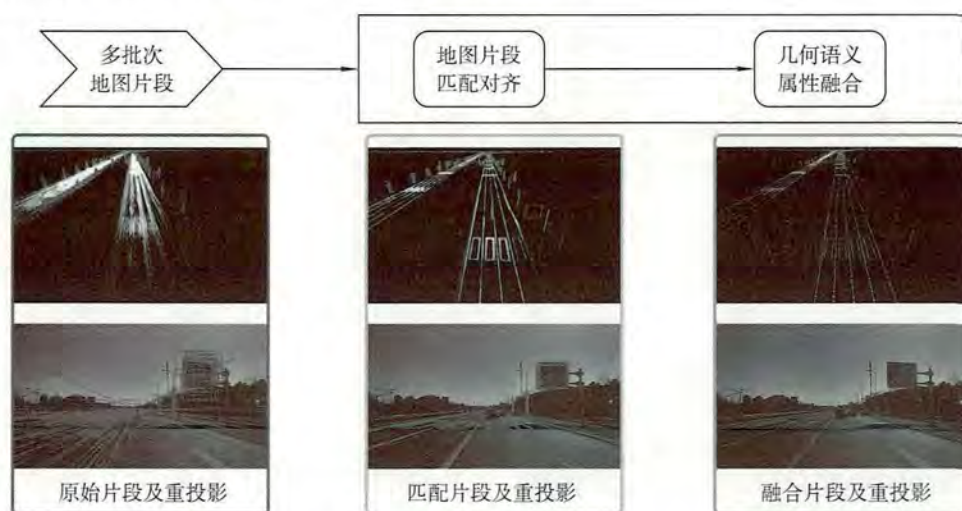 多批次
地图片段
地图片段
匹配对齐
几何语义
属性融合
原始片段及重投影
匹配片段及重投影
融合片段及重投影